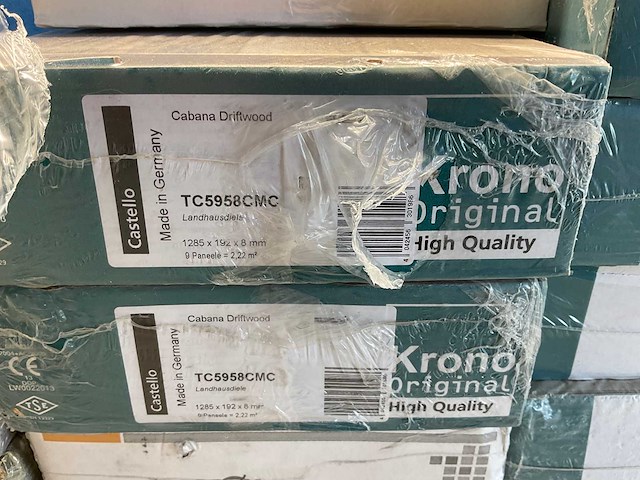 Cabana Driftwood
Castello
Made in Germany
TC5958CMC
Landhausdiele
1285 x 192 x 8 mm
9 Paneele = 2,22 m²
Krono
Original
High Quality
Cabana Driftwood
Castello
Made in Germany
TC5958CMC
Landhausdiele
1285 x 192 x 8 mm
9 Paneele = 2,22 m²
Krono
Original
High Quality
CE
TSE